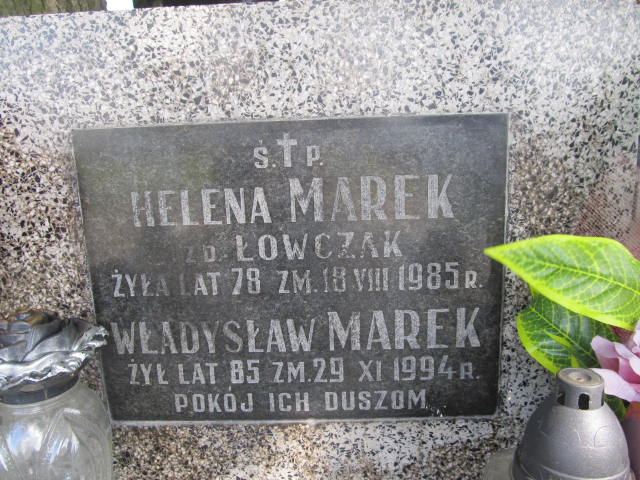 Ś.†P.
HELENA MAREK
ZD. ŁOWCZAK
ŻYŁA LAT 78 ZM.18 VIII 1985 R.
WŁADYSŁAW MAREK
ŻYŁ LAT 85 ZM.29 XI 1994 R.
POKÓJ ICH DUSZOM